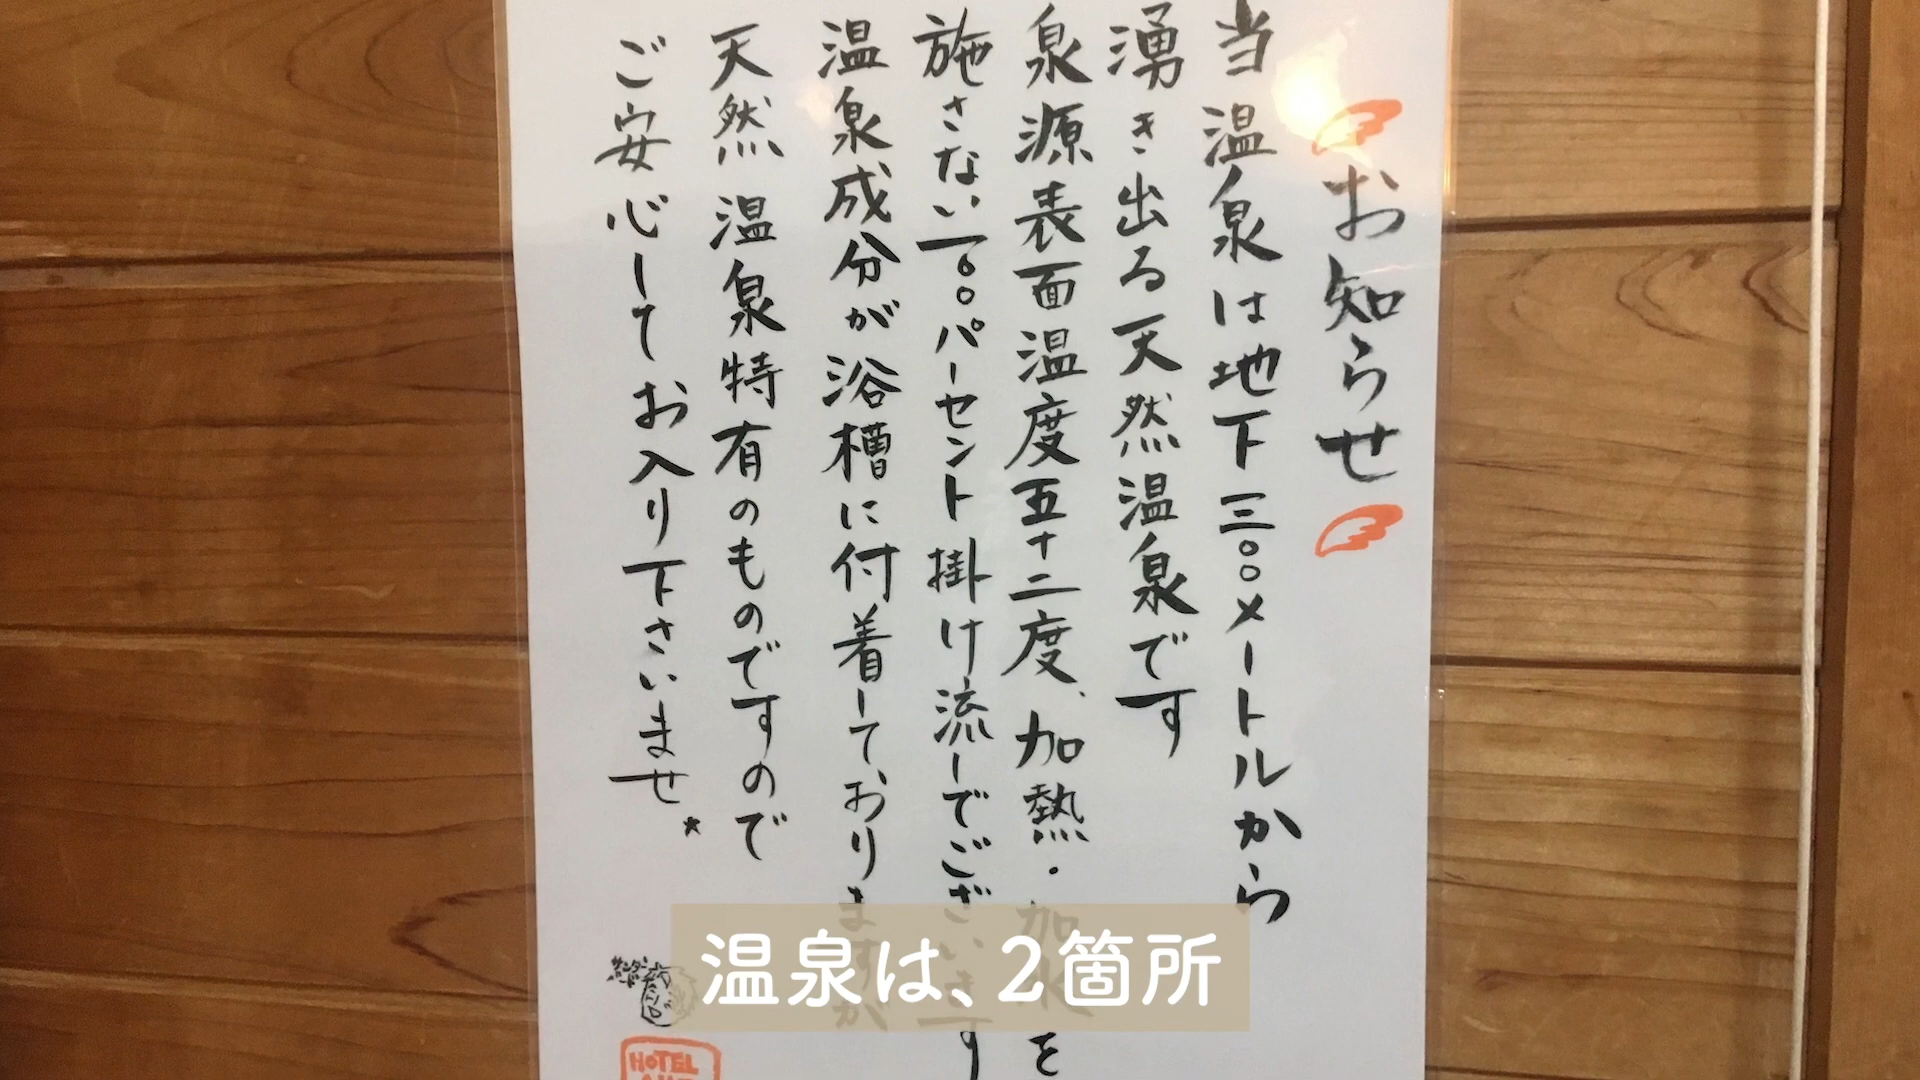 お知らせ
当温泉は地下三〇〇メートルから
湧き出る天然温泉です
泉源表面温度五十二度、加熱・加水を
施さない一〇〇パーセント掛け流しでございます
温泉成分が浴槽に付着しておりますが
天然温泉特有のものですので
ご安心してお入り下さいませ。
HOTEL
温泉は、2箇所